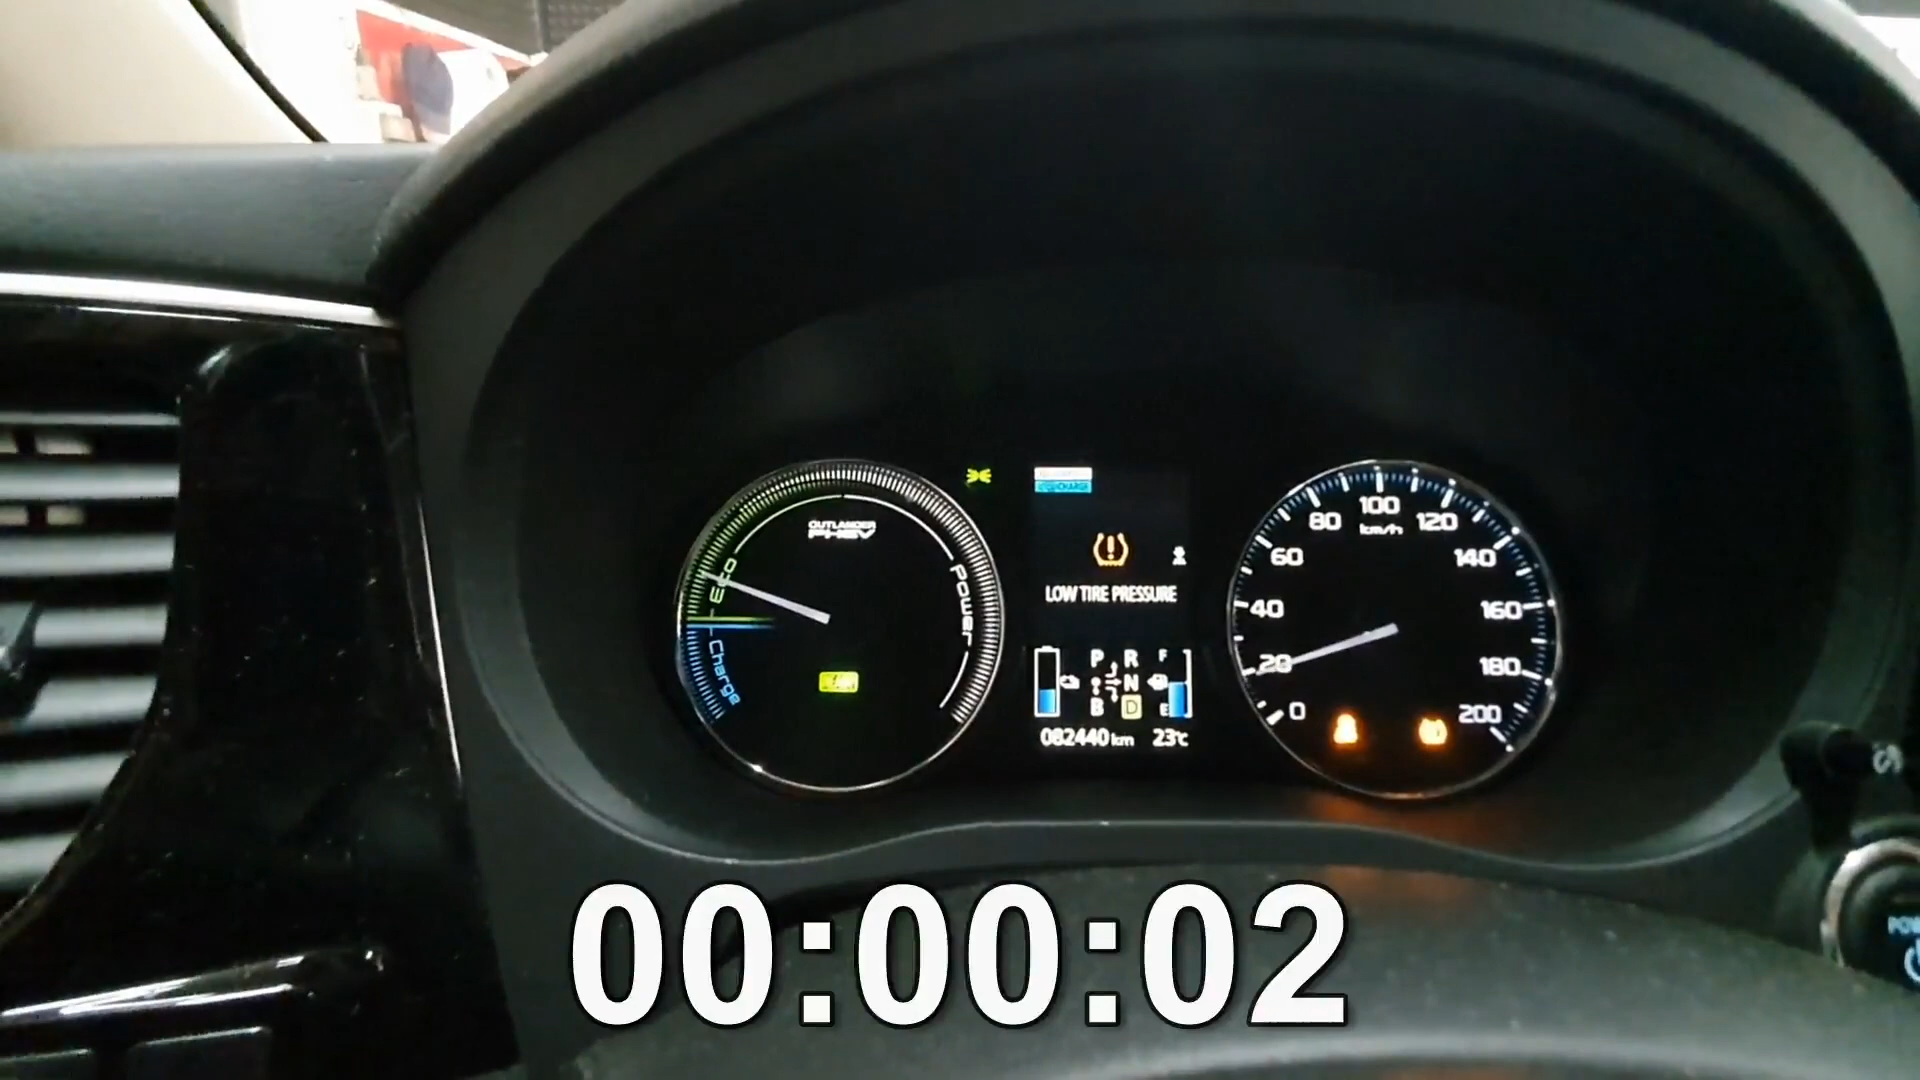 OUTLANDER
PHEV
Eco
Charge
Power
CHARGE
LOW TIRE PRESSURE
P R
N
B D
F
E
082440 km 23℃
0
20
40
60
80
100
120
140
160
180
200
km/h
00:00:02